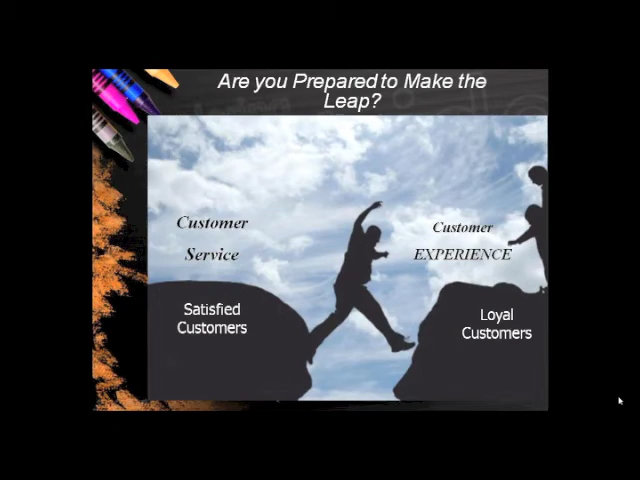 Are you Prepared to Make the
Leap?
Customer
Service
Customer
EXPERIENCE
Satisfied
Customers
Loyal
Customers